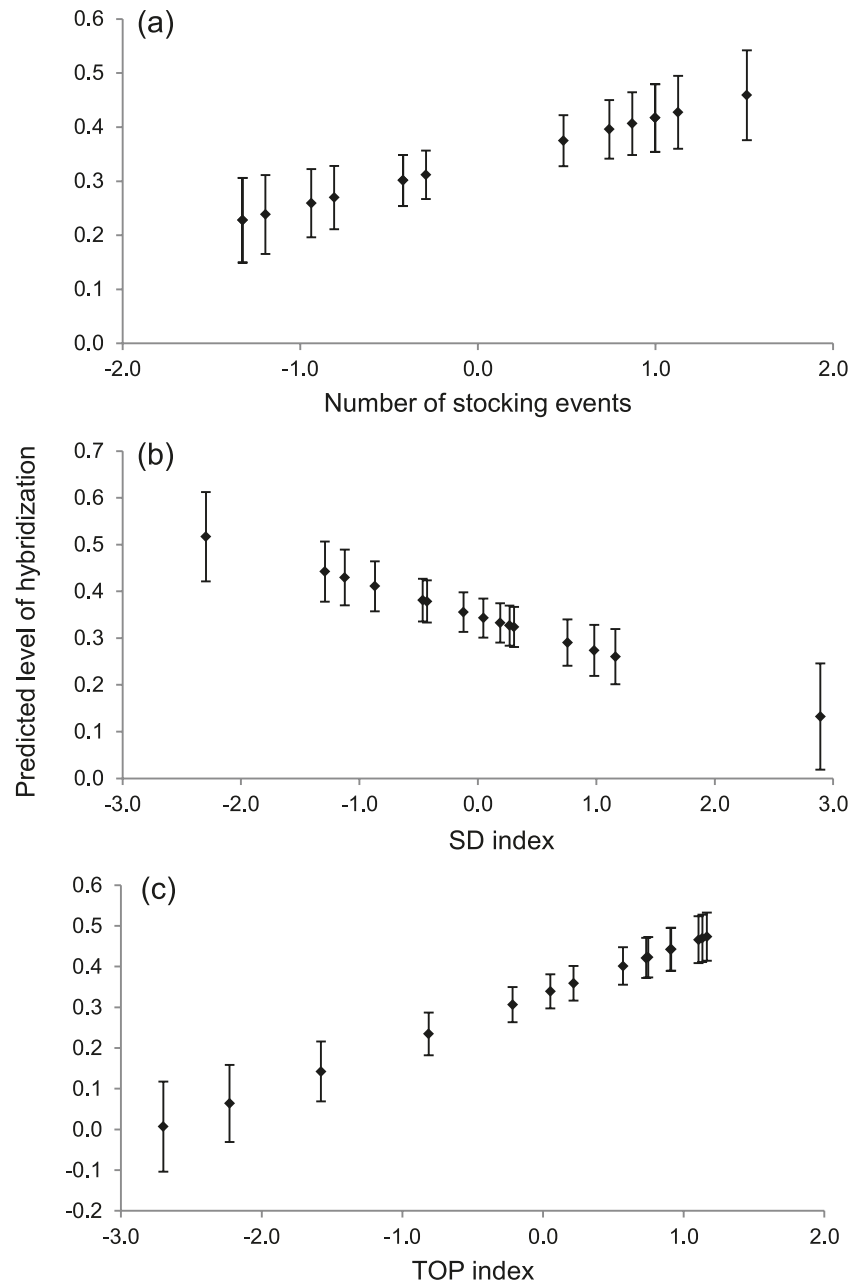 (a)
0.6
0.5
0.4
0.3
0.2
0.1
0.0
-2.0 -1.0 0.0 1.0 2.0
Number of stocking events
Predicted level of hybridization
(b)
0.7
0.6
0.5
0.4
0.3
0.2
0.1
0.0
-3.0 -2.0 -1.0 0.0 1.0 2.0 3.0
SD index
(c)
0.6
0.5
0.4
0.3
0.2
0.1
0.0
-0.1
-0.2
-3.0 -2.0 -1.0 0.0 1.0 2.0
TOP index